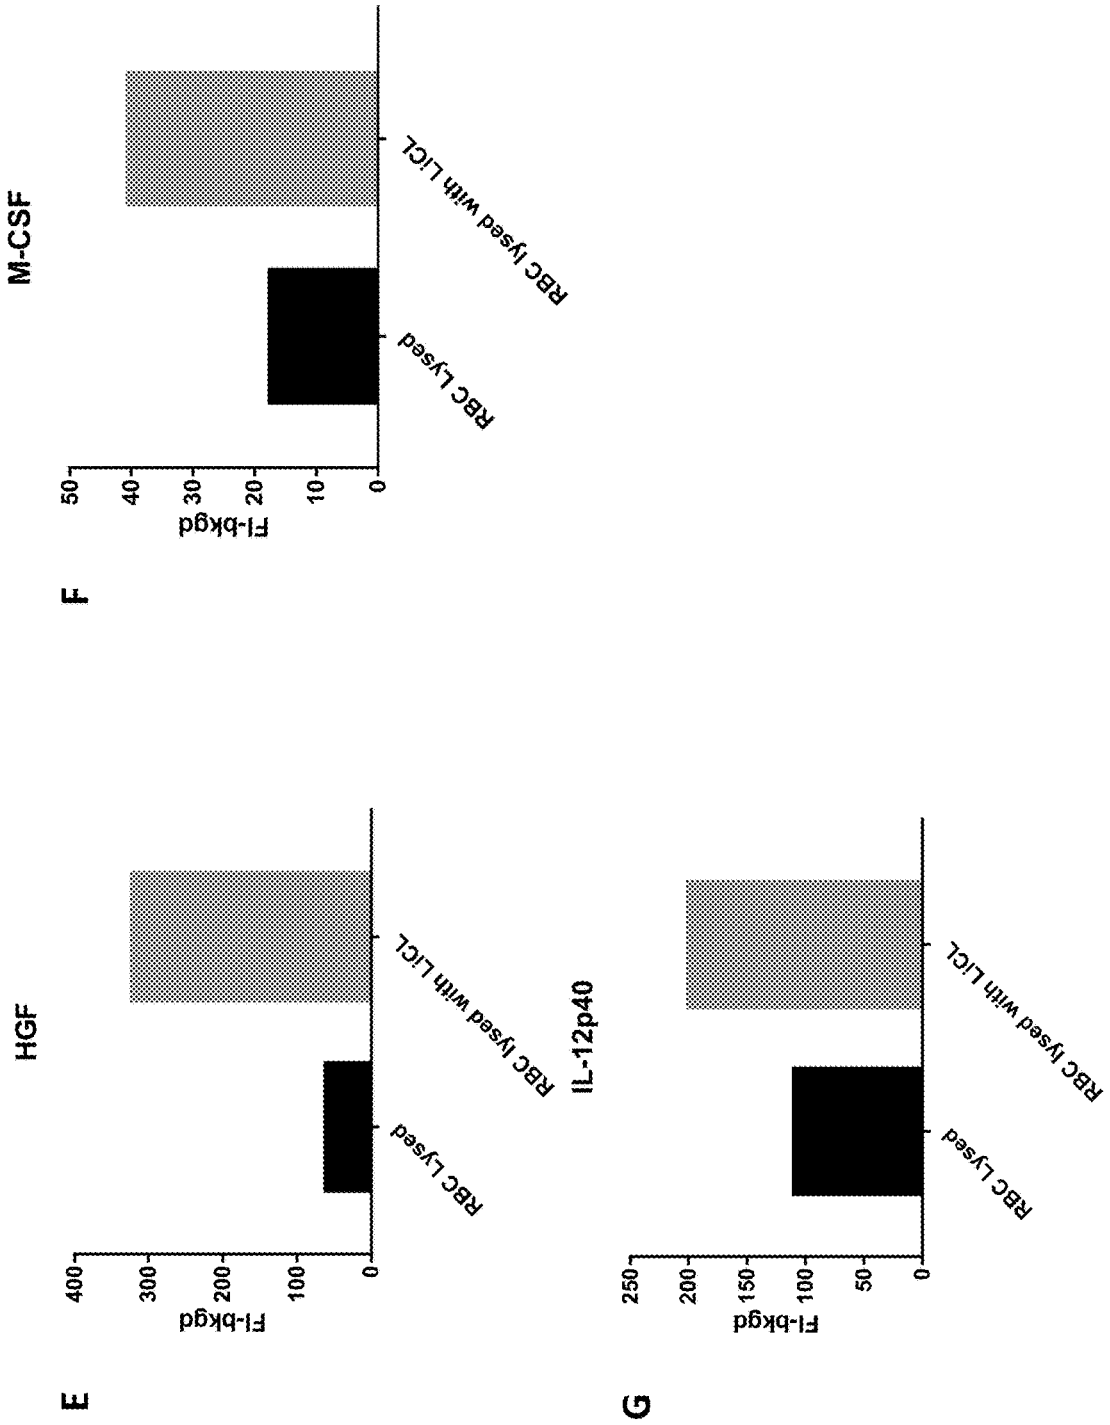 E
HGF
FI-bkgd
400
300
200
100
0
RBC Lysed
RBC lysed with LiCL
F
M-CSF
FI-bkgd
50
40
30
20
10
0
RBC Lysed
RBC lysed with LiCL
G
IL-12p40
FI-bkgd
250
200
150
100
50
0
RBC Lysed
RBC lysed with LiCL